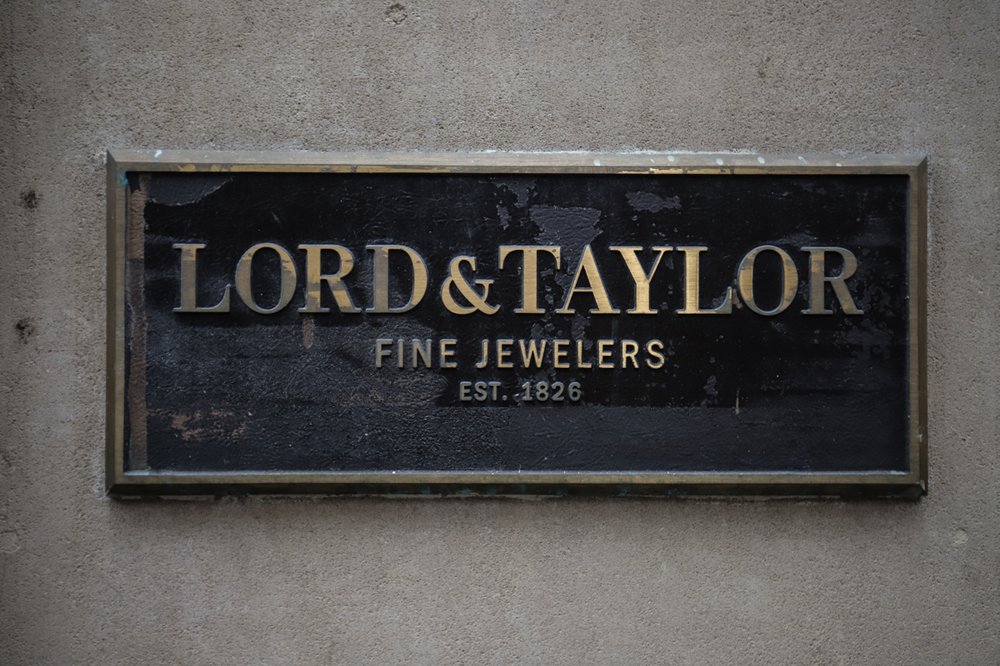 LORD & TAYLOR
FINE JEWELERS
EST. 1826